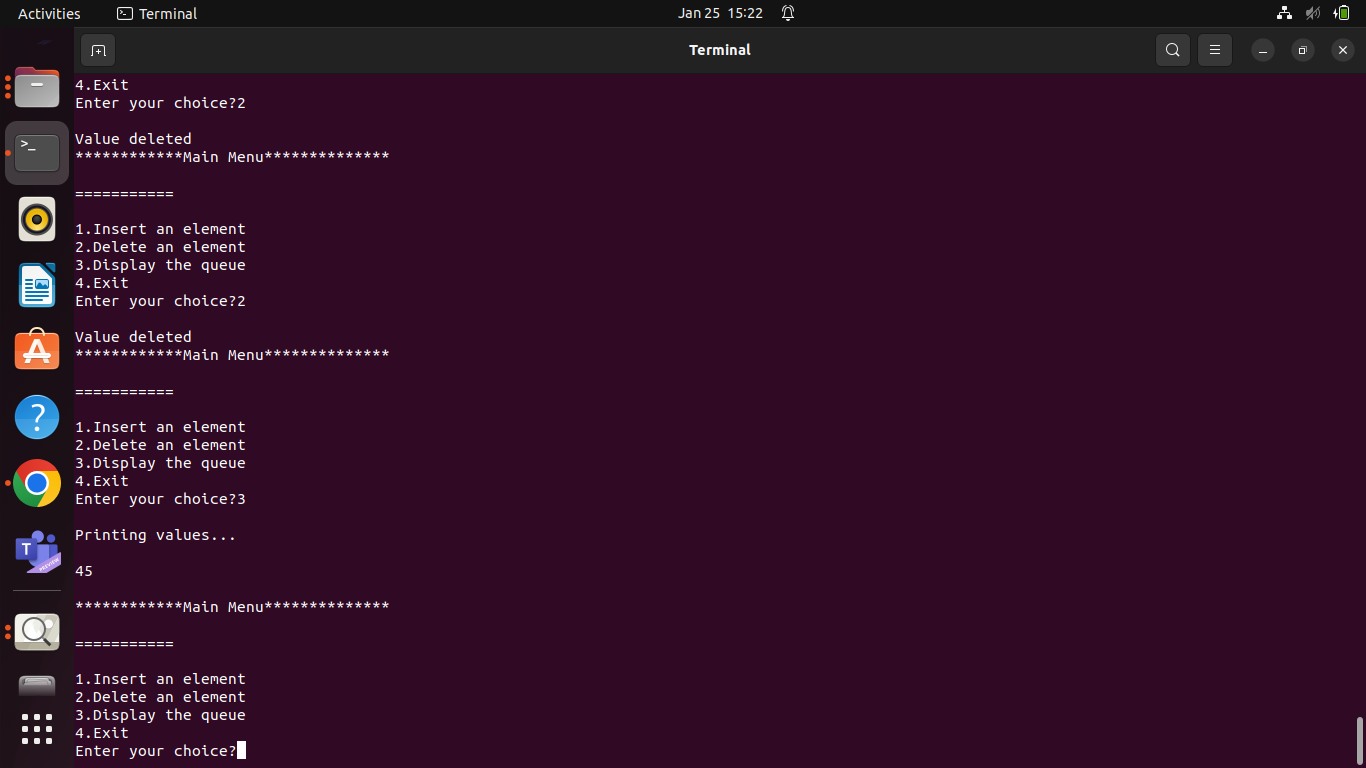 Activities
Terminal
Jan 25 15:22
Terminal
4.Exit
Enter your choice?2
Value deleted
************Main Menu**************
===========
1.Insert an element
2.Delete an element
3.Display the queue
4.Exit
Enter your choice?2
Value deleted
************Main Menu**************
===========
1.Insert an element
2.Delete an element
3.Display the queue
4.Exit
Enter your choice?3
Printing values...
45
************Main Menu**************
===========
1.Insert an element
2.Delete an element
3.Display the queue
4.Exit
Enter your choice?
>_
?
T
PREVIEW